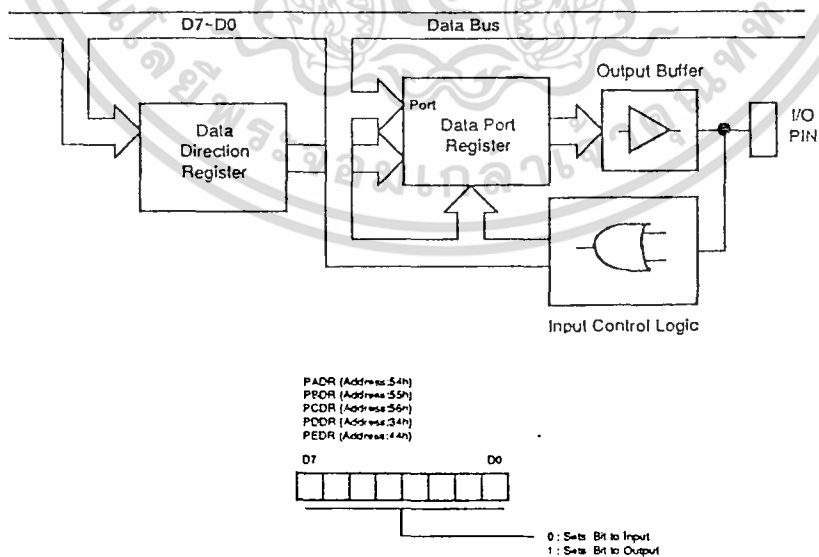 D7~D0
Data Bus
Output Buffer
Port
Data Direction Register
Data Port Register
I/O PIN
Input Control Logic
PADR (Address:54h)
PBDR (Address:55h)
PCDR (Address:56h)
PDDR (Address:34h)
PEDR (Address:44h)
D7 D0
0 : Sets Bit to Input
1 : Sets Bit to Output